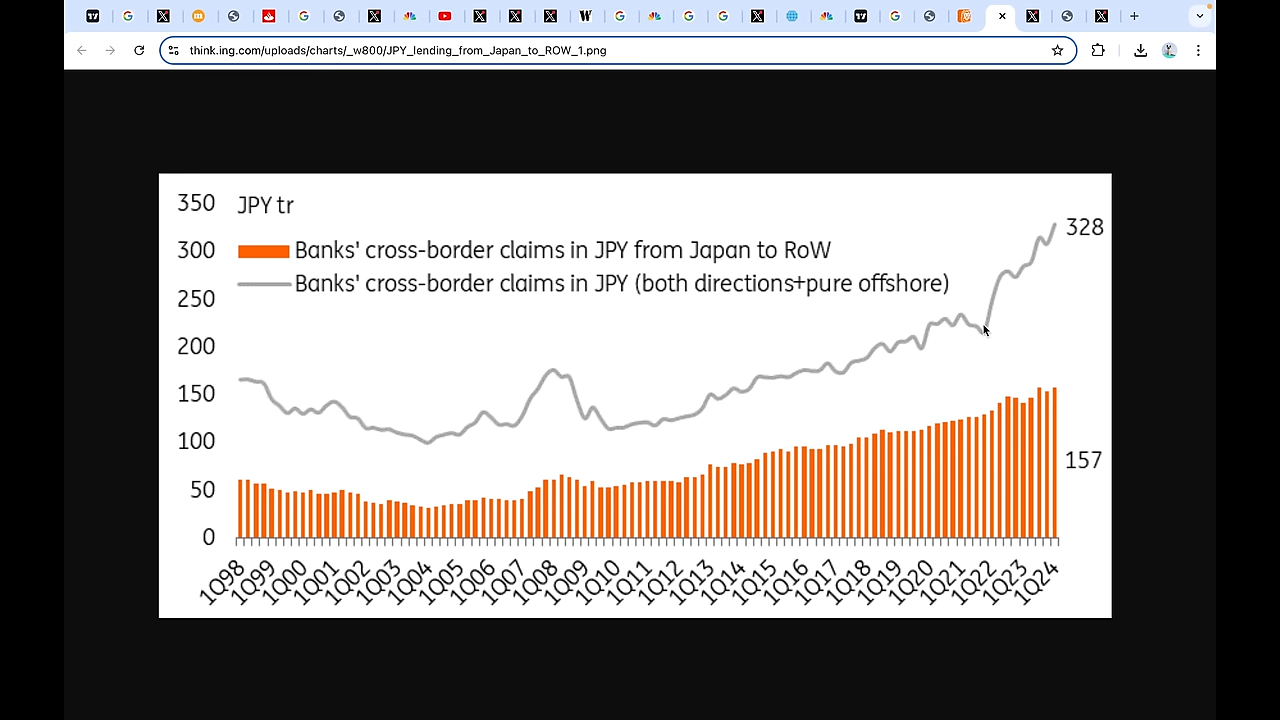 think.ing.com/uploads/charts/_w800/JPY_lending_from_Japan_to_ROW_1.png
350
JPY tr
300
Banks' cross-border claims in JPY from Japan to RoW
Banks' cross-border claims in JPY (both directions+pure offshore)
328
250
200
150
100
157
50
0
1Q98
1Q99
1Q00
1Q01
1Q02
1Q03
1Q04
1Q05
1Q06
1Q07
1Q08
1Q09
1Q10
1Q11
1Q12
1Q13
1Q14
1Q15
1Q16
1Q17
1Q18
1Q19
1Q20
1Q21
1Q22
1Q23
1Q24